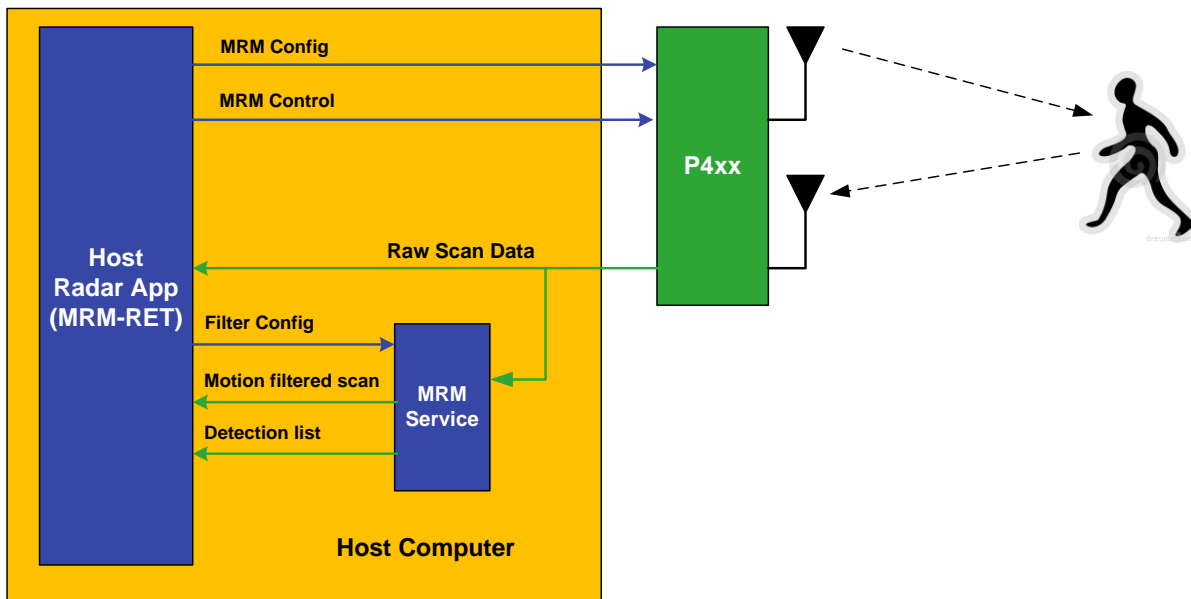 MRM Config
MRM Control
P4xx
Raw Scan Data
Host
Radar App
(MRM-RET)
Filter Config
Motion filtered scan
MRM
Service
Detection list
Host Computer